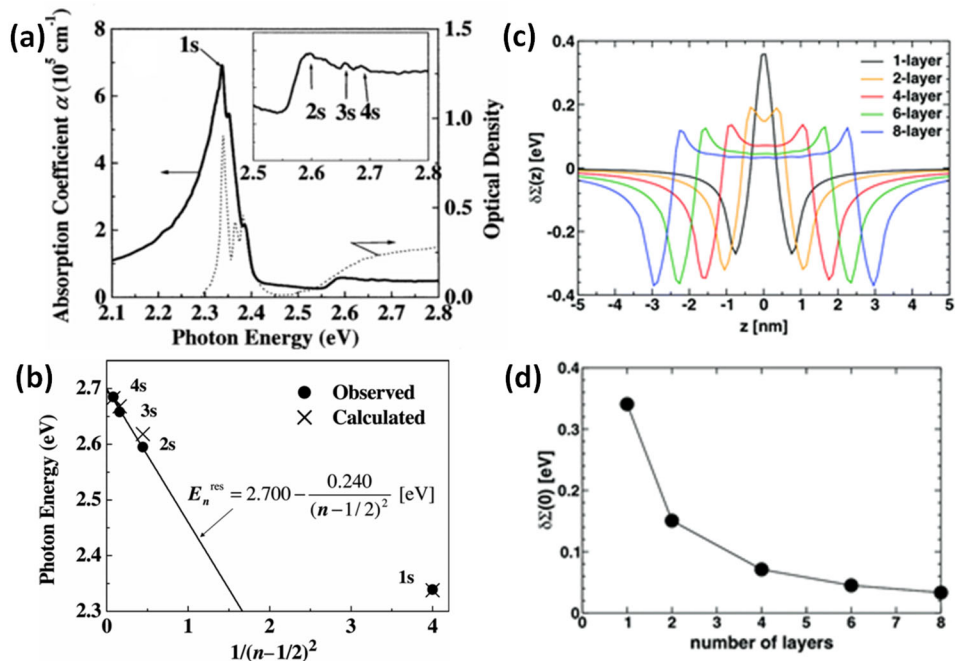 (a)
Absorption Coefficient α (10⁵ cm⁻¹)
8
6
4
2
0
1s
2s
3s
4s
2.5 2.6 2.7 2.8
1.5
1.0
0.5
0.0
Optical Density
2.1 2.2 2.3 2.4 2.5 2.6 2.7 2.8
Photon Energy (eV)
(c)
δΣ(z) [eV]
0.4
0.2
0
-0.2
-0.4
1-layer
2-layer
4-layer
6-layer
8-layer
-5 -4 -3 -2 -1 0 1 2 3 4 5
z [nm]
(b)
Photon Energy (eV)
2.7
2.6
2.5
2.4
2.3
4s
3s
2s
1s
Observed
Calculated
Eₙʳᵉˢ = 2.700 − 0.240/(n−1/2)² [eV]
0 1 2 3 4
1/(n−1/2)²
(d)
δΣ(0) [eV]
0.4
0.3
0.2
0.1
0
0 1 2 3 4 5 6 7 8
number of layers